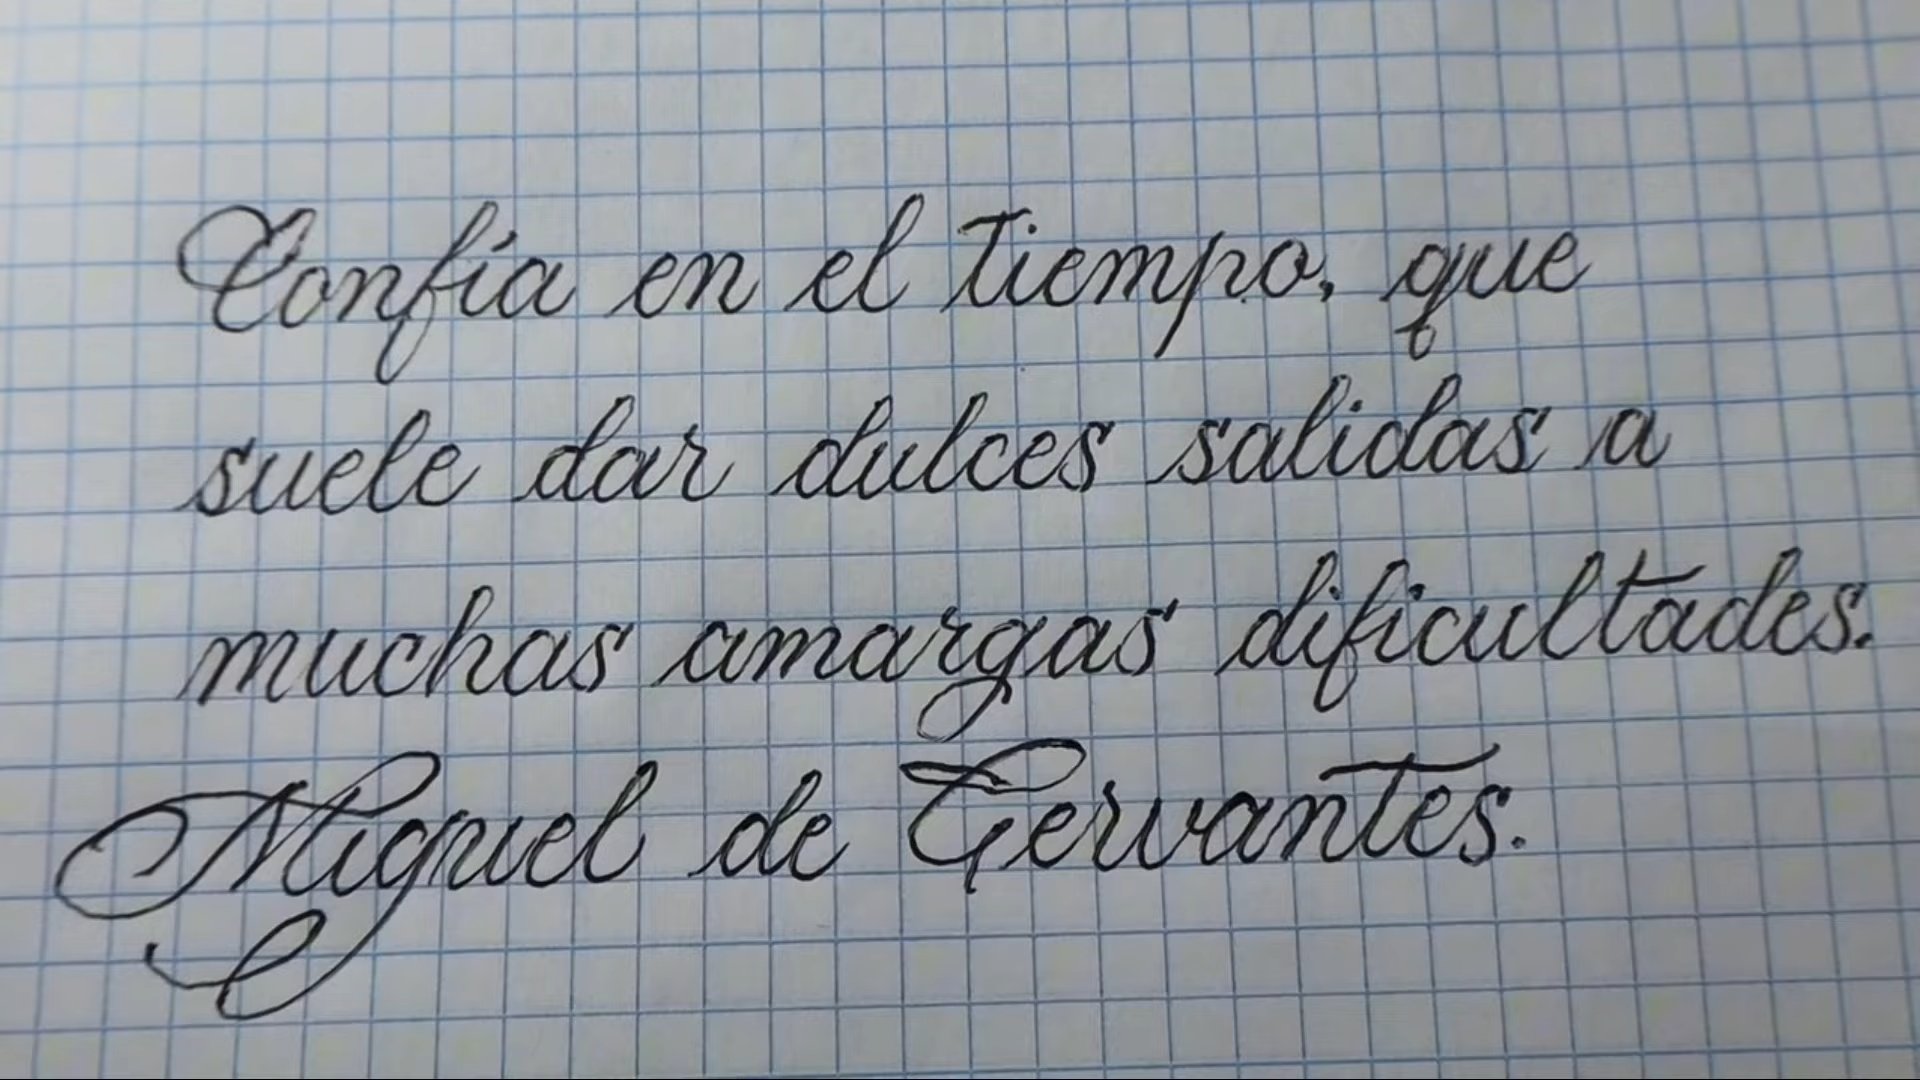 Confía en el tiempo, que
suele dar dulces salidas a
muchas amargas dificultades.
Miguel de Cervantes.